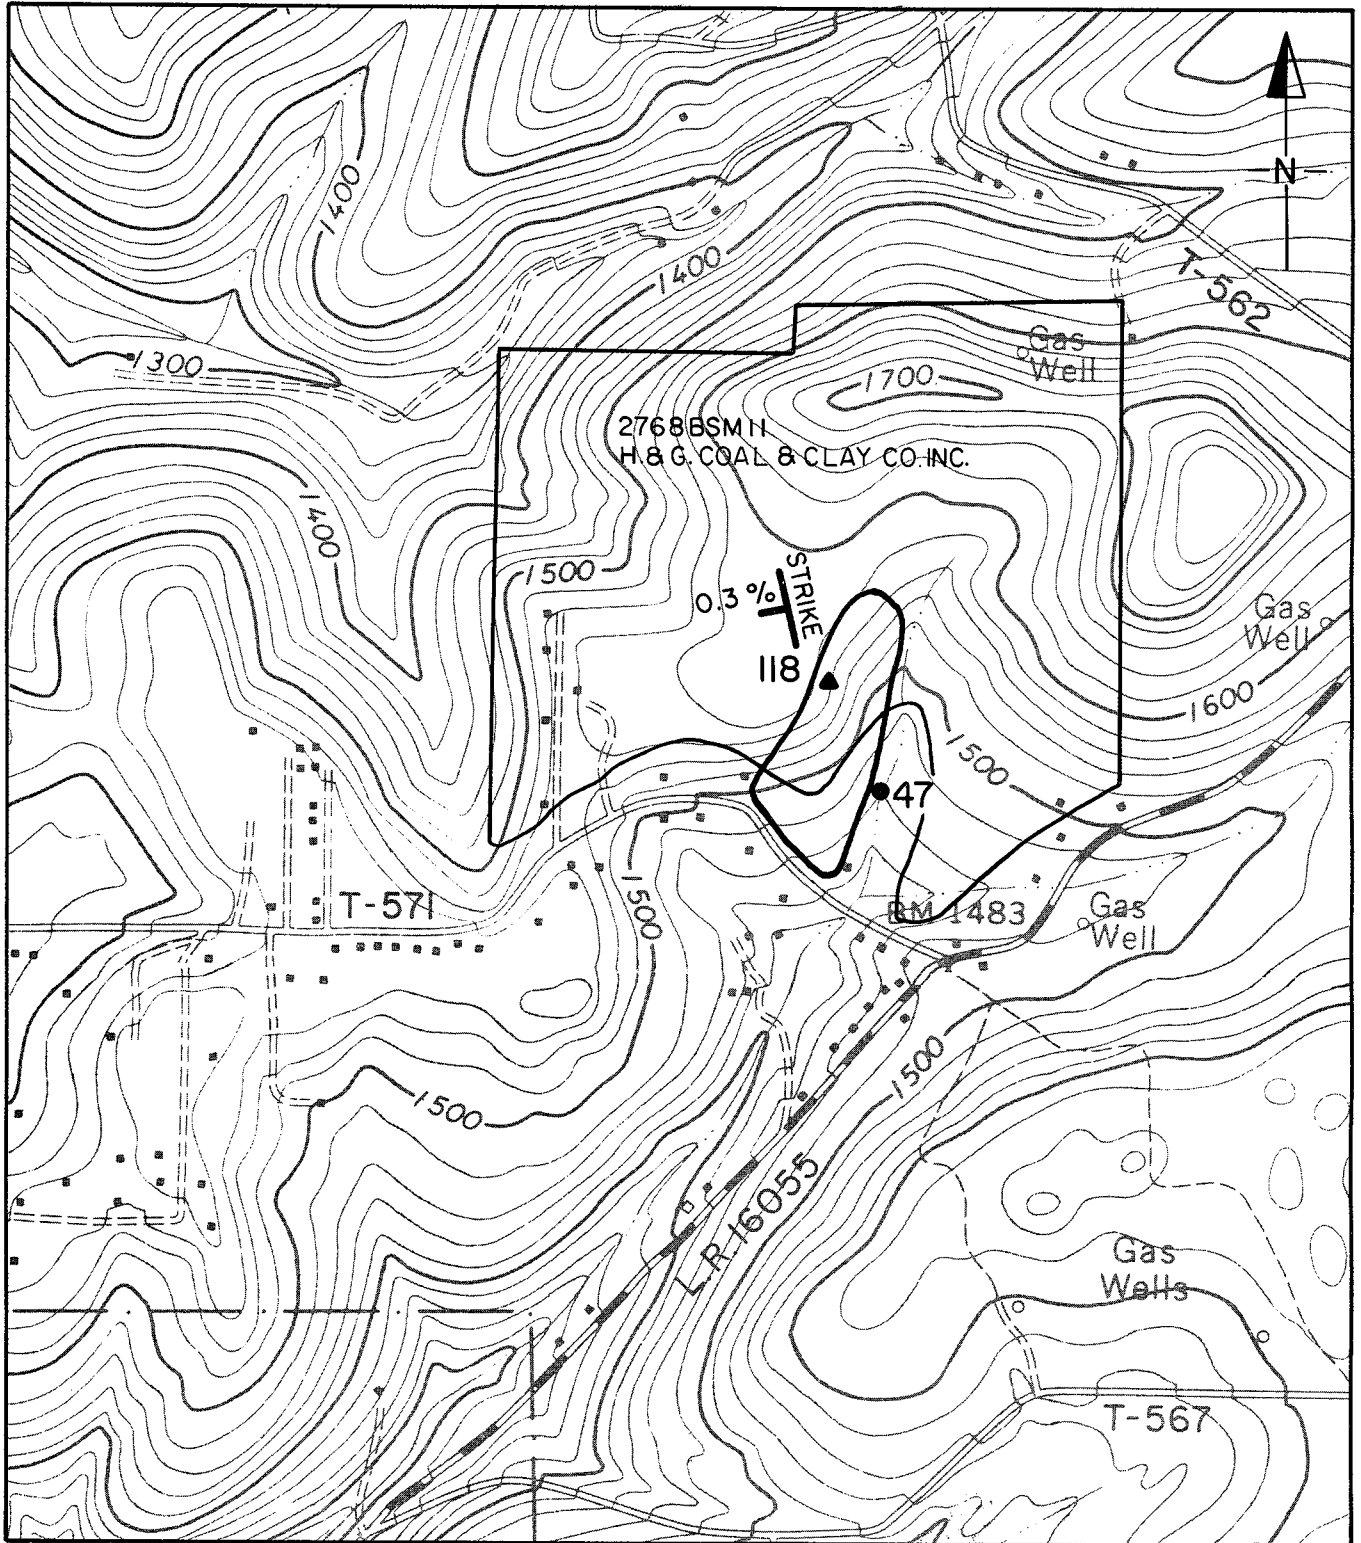 1400
N
1400
T-562
1300
Gas
Well
1700
2768BSM11
H.& G. COAL & CLAY CO. INC.
1400
1500
STRIKE
0.3 %
Gas
Well
118
1600
1500
47
T-571
1500
BM 1483
Gas
Well
1500
1500
L.R. 16055
Gas
Wells
T-567